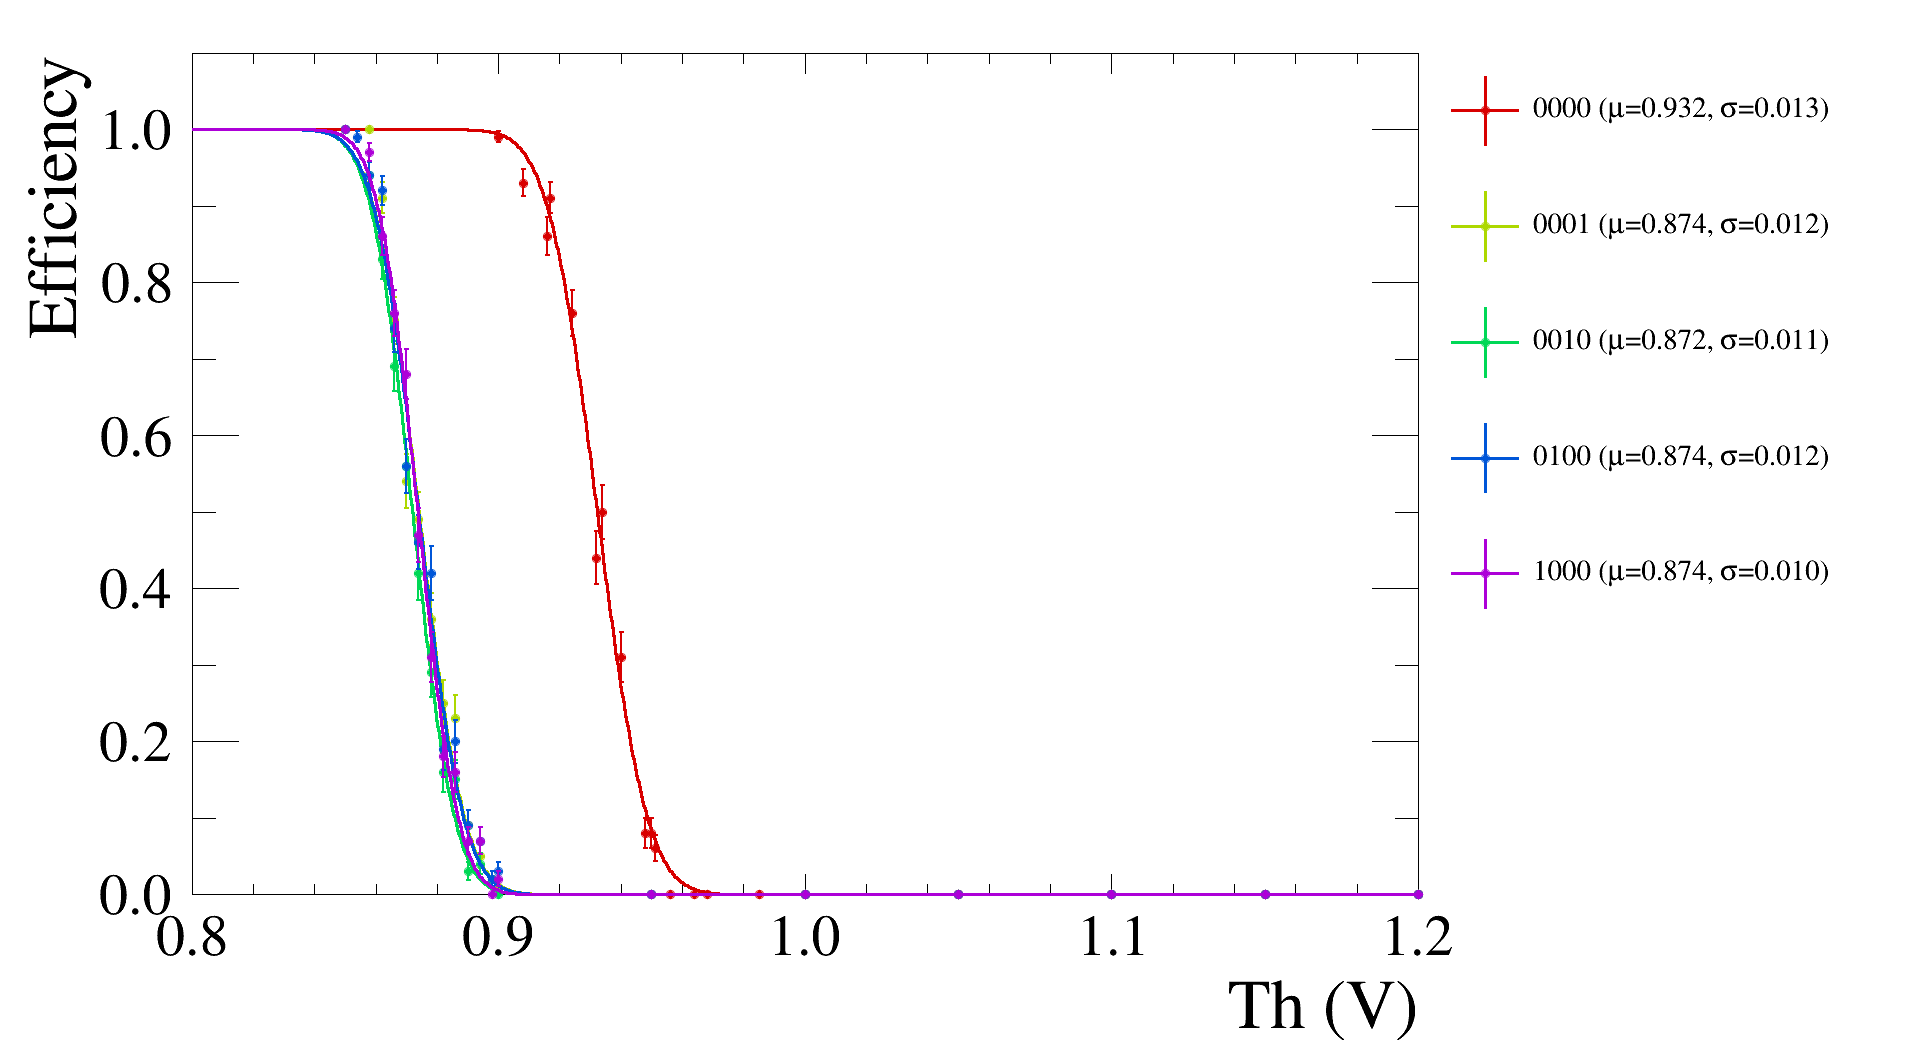 Efficiency
1.0
0.8
0.6
0.4
0.2
0.0
0.8 0.9 1.0 1.1 1.2
Th (V)
0000 (μ=0.932, σ=0.013)
0001 (μ=0.874, σ=0.012)
0010 (μ=0.872, σ=0.011)
0100 (μ=0.874, σ=0.012)
1000 (μ=0.874, σ=0.010)